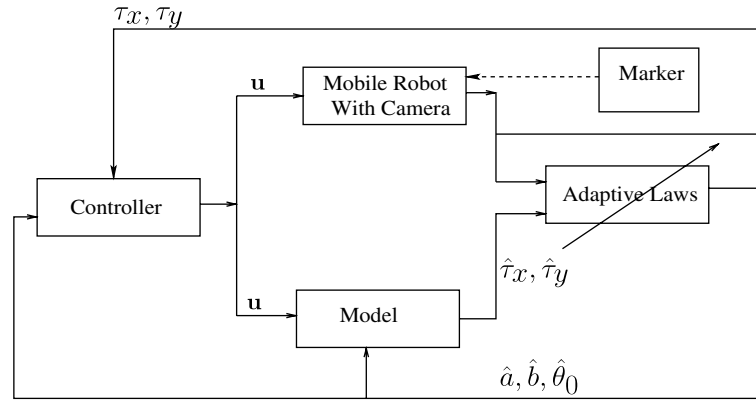 τx, τy
Marker
u
Mobile Robot
With Camera
Controller
Adaptive Laws
τ̂x, τ̂y
u
Model
â, b̂, θ̂0